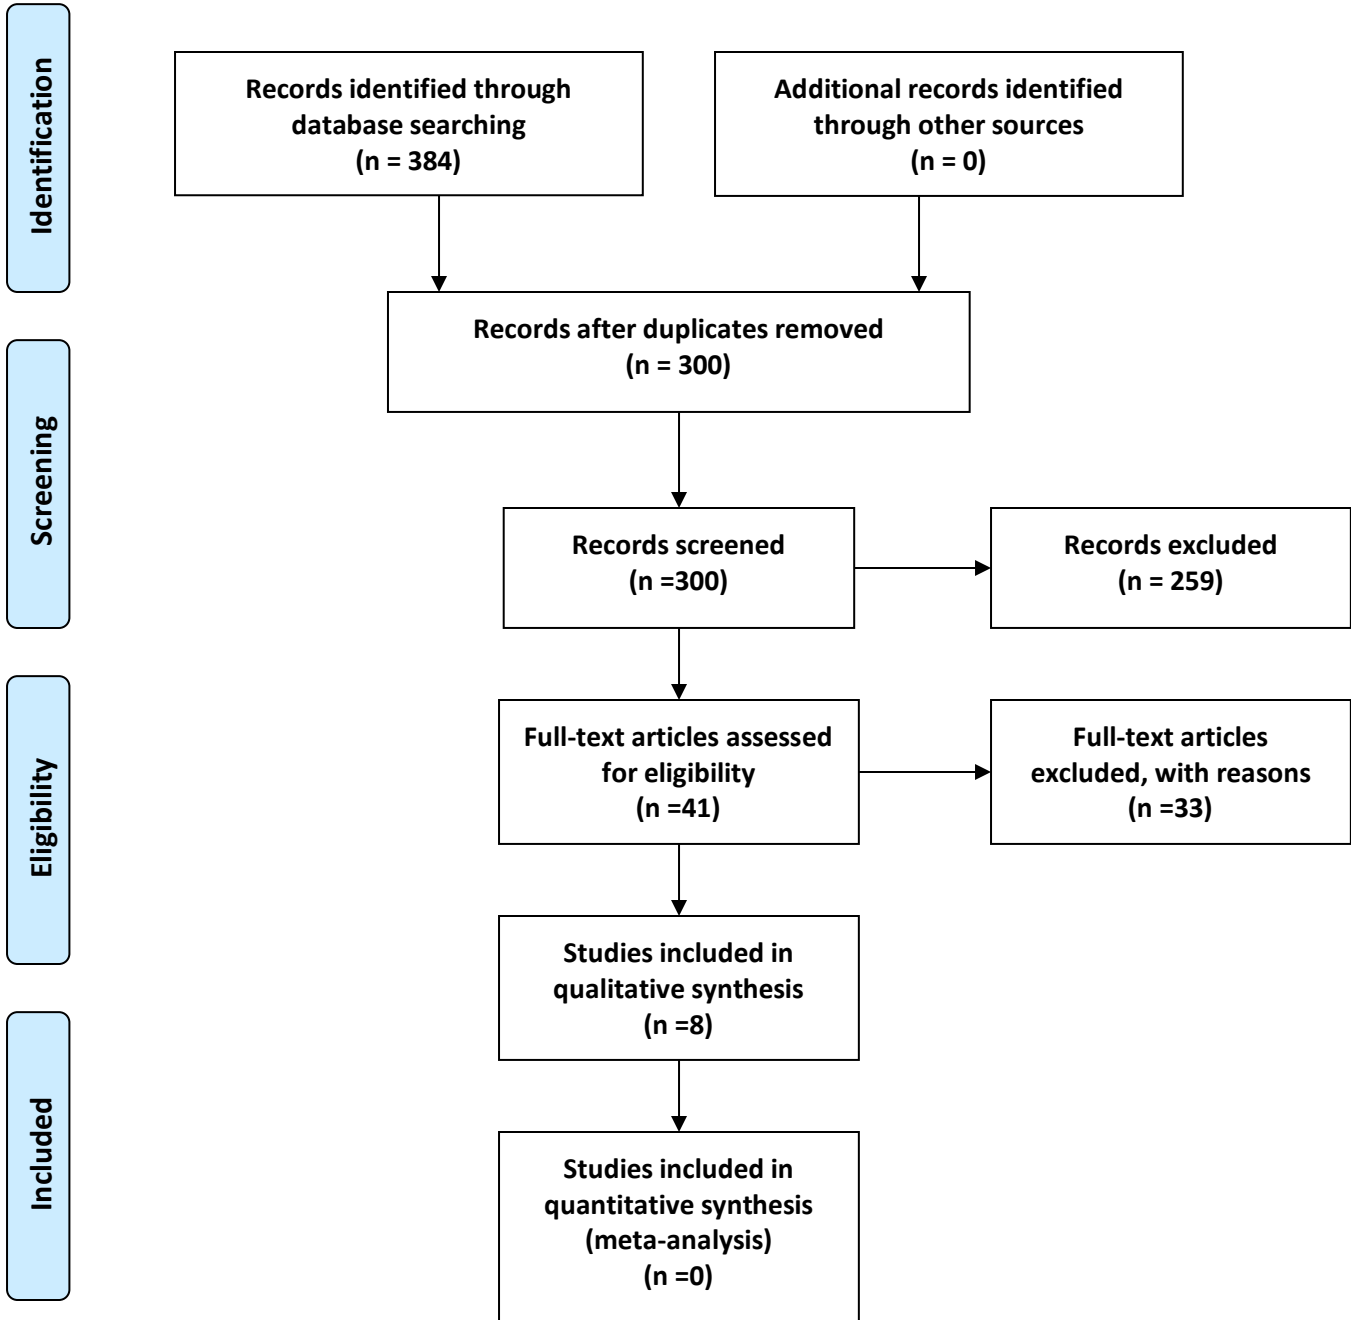 Identification
Records identified through
database searching
(n = 384)
Additional records identified
through other sources
(n = 0)
Records after duplicates removed
(n = 300)
Screening
Records screened
(n =300)
Records excluded
(n = 259)
Eligibility
Full-text articles assessed
for eligibility
(n =41)
Full-text articles
excluded, with reasons
(n =33)
Studies included in
qualitative synthesis
(n =8)
Included
Studies included in
quantitative synthesis
(meta-analysis)
(n =0)